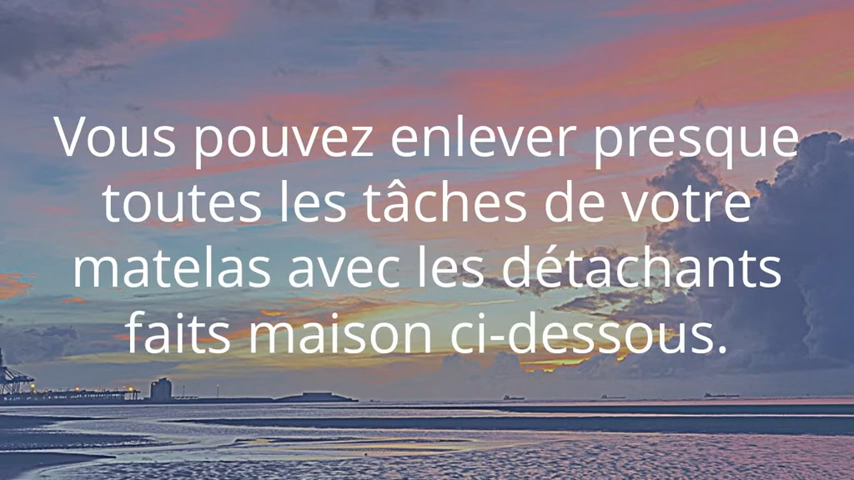 Vous pouvez enlever presque
toutes les tâches de votre
matelas avec les détachants
faits maison ci-dessous.